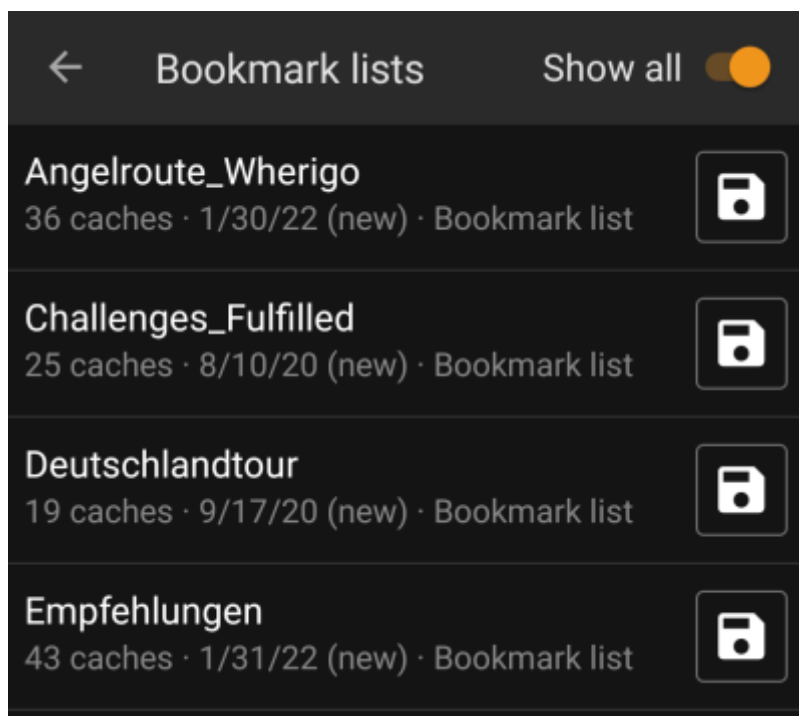 Bookmark lists Show all
Angelroute_Wherigo
36 caches · 1/30/22 (new) · Bookmark list
Challenges_Fulfilled
25 caches · 8/10/20 (new) · Bookmark list
Deutschlandtour
19 caches · 9/17/20 (new) · Bookmark list
Empfehlungen
43 caches · 1/31/22 (new) · Bookmark list